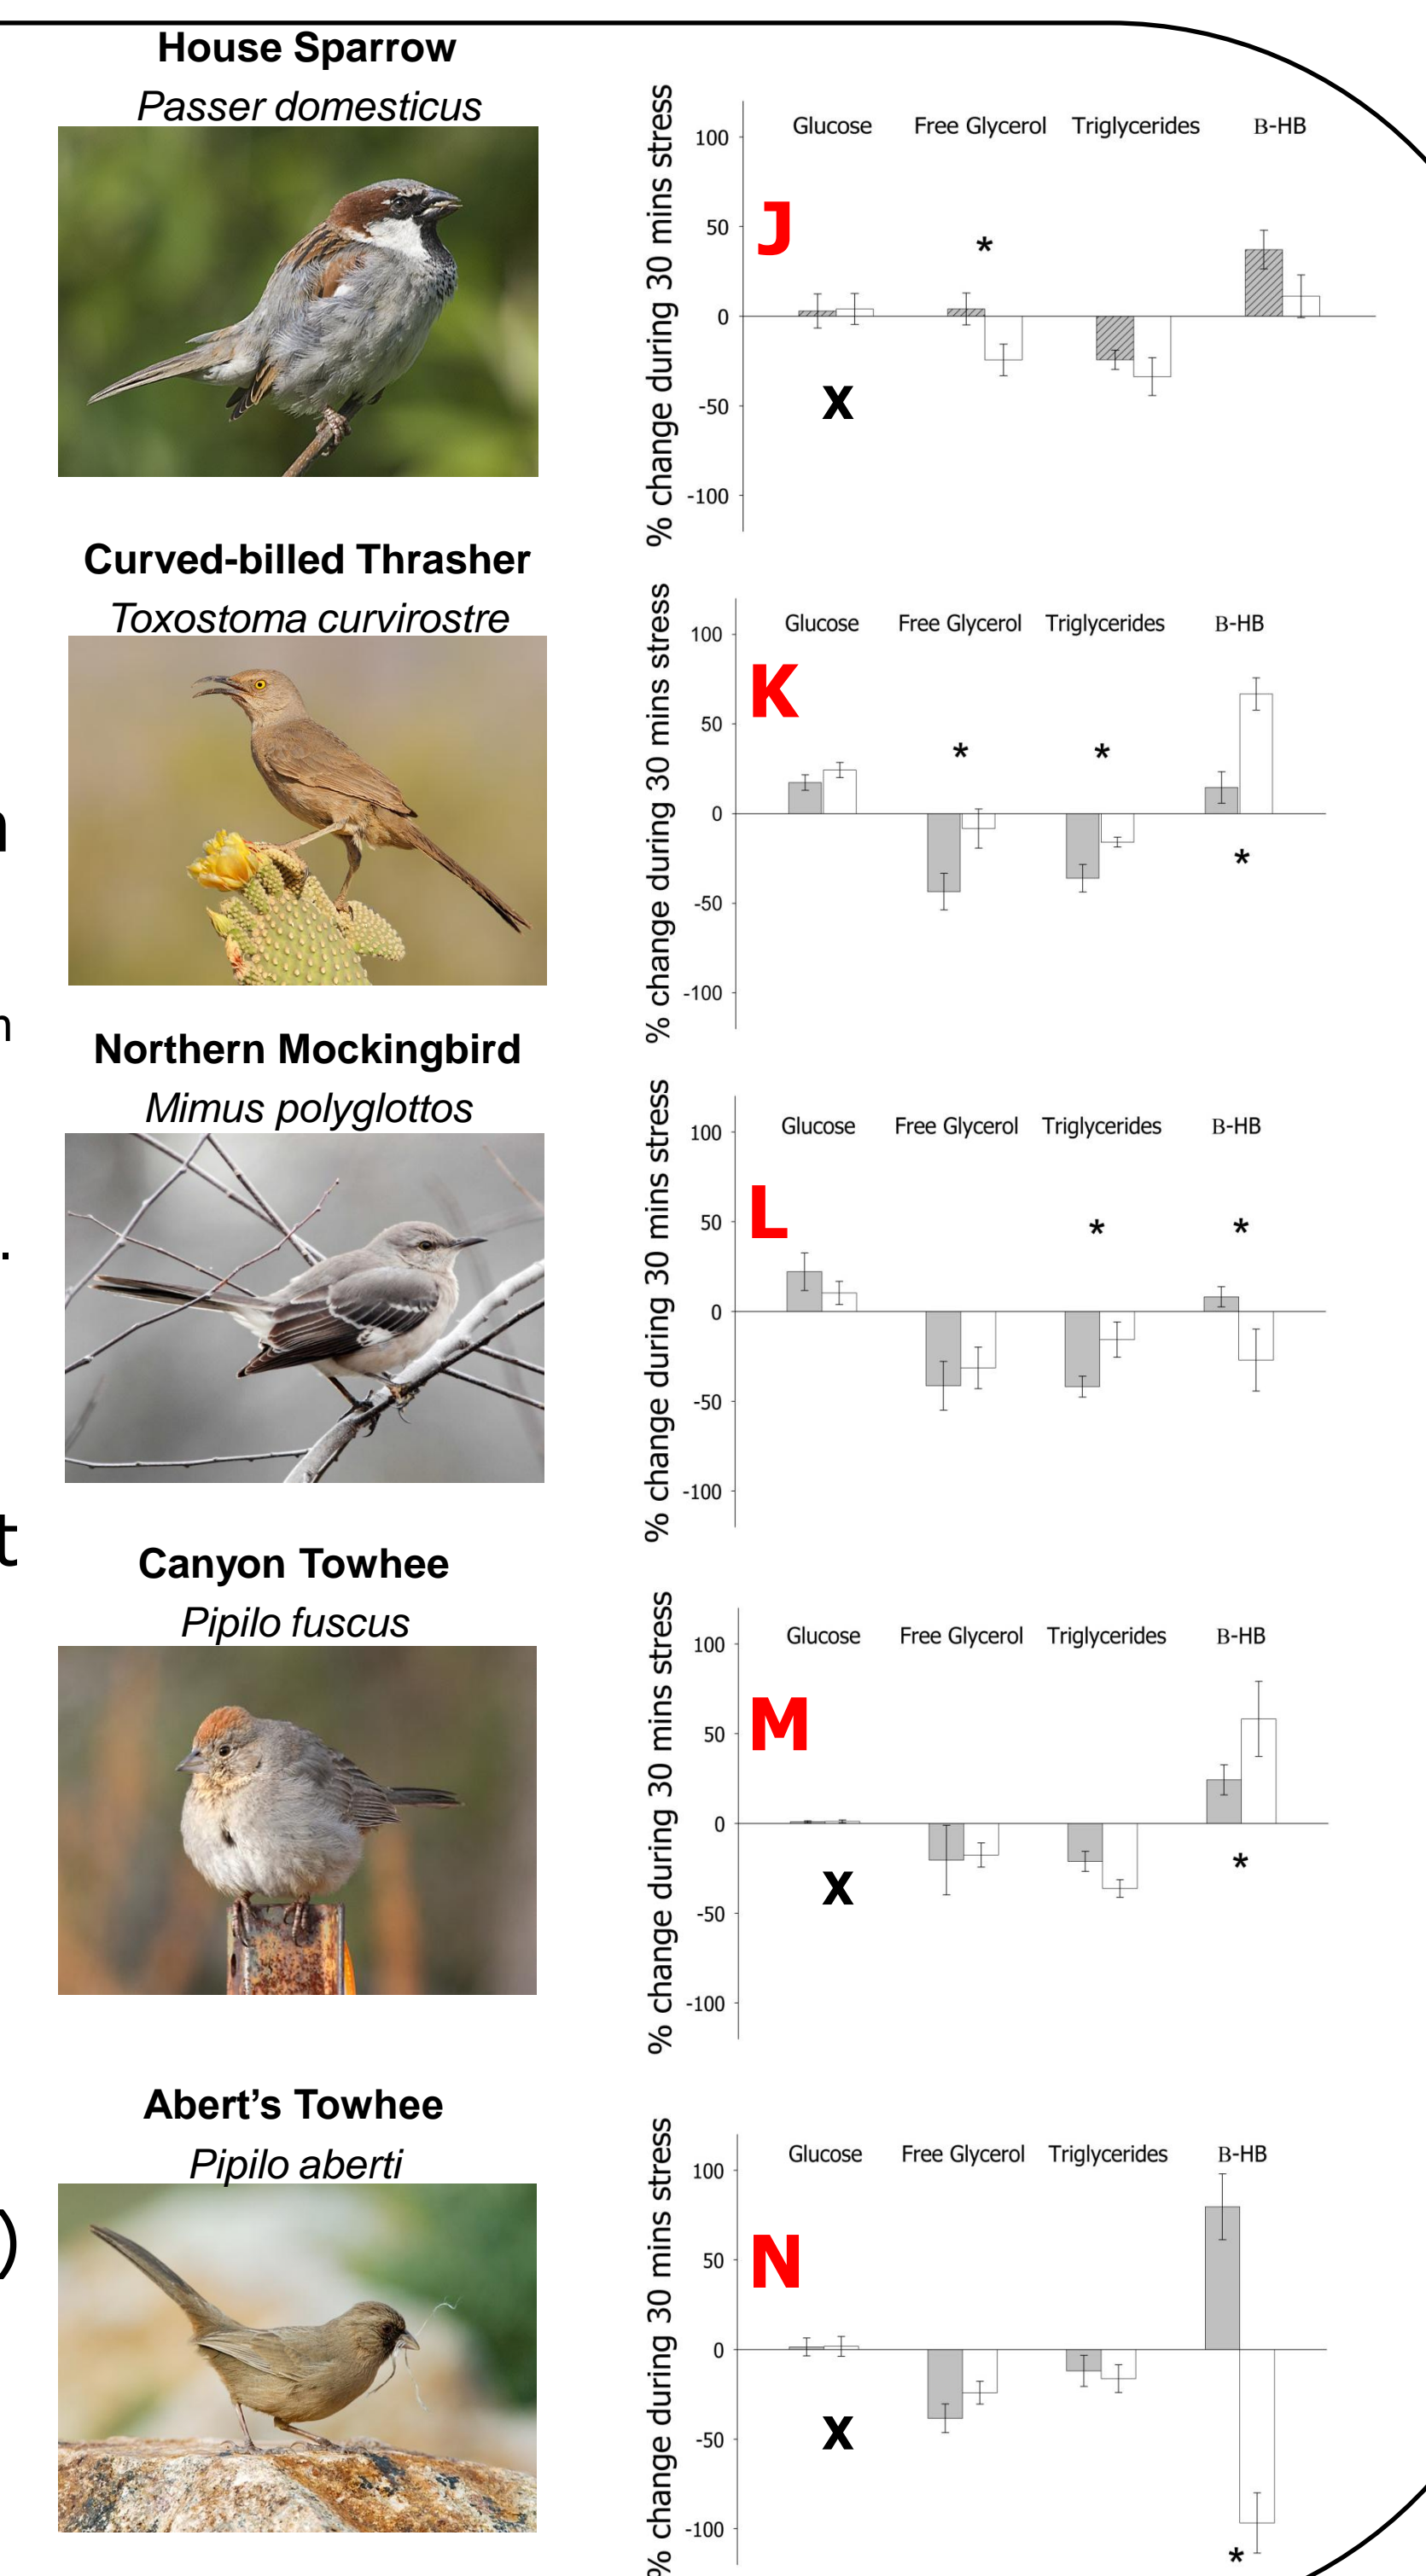 House Sparrow
Passer domesticus
% change during 30 mins stress
Glucose Free Glycerol Triglycerides B-HB
100
50
0
-50
-100
J
*
X
Curved-billed Thrasher
Toxostoma curvirostre
% change during 30 mins stress
Glucose Free Glycerol Triglycerides B-HB
100
50
0
-50
-100
K
* *
*
Northern Mockingbird
Mimus polyglottos
% change during 30 mins stress
Glucose Free Glycerol Triglycerides B-HB
100
50
0
-50
-100
L
* *
Canyon Towhee
Pipilo fuscus
% change during 30 mins stress
Glucose Free Glycerol Triglycerides B-HB
100
50
0
-50
-100
M
*
X
Abert’s Towhee
Pipilo aberti
% change during 30 mins stress
Glucose Free Glycerol Triglycerides B-HB
100
50
0
-50
-100
N
X
*
t
.
)